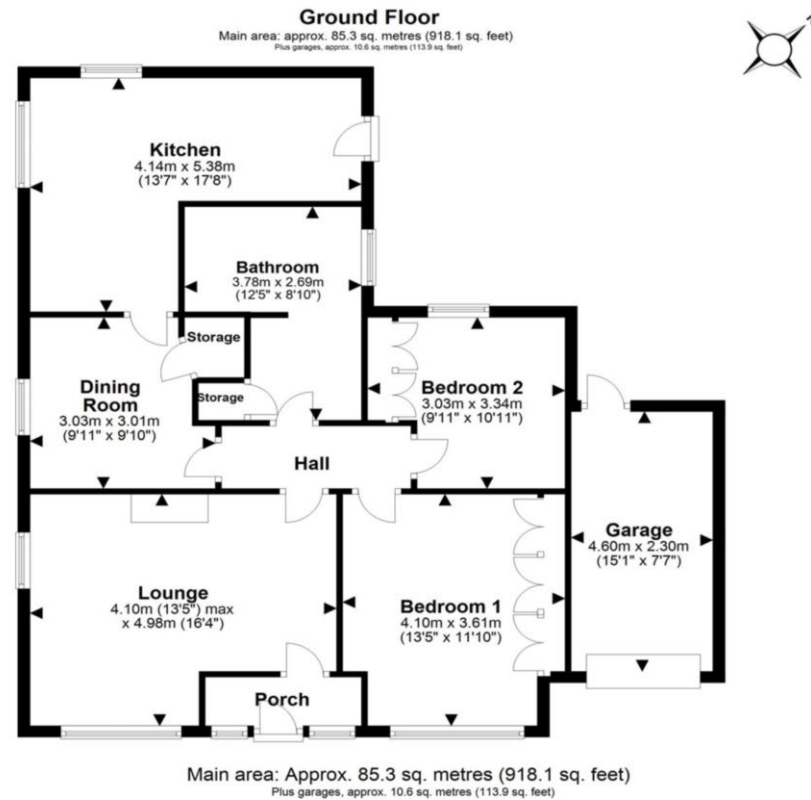 Ground Floor
Main area: approx. 85.3 sq. metres (918.1 sq. feet)
Plus garages, approx. 10.6 sq. metres (113.9 sq. feet)
Kitchen
4.14m x 5.38m
(13'7" x 17'8")
Bathroom
3.78m x 2.69m
(12'5" x 8'10")
Storage
Dining
Room
3.03m x 3.01m
(9'11" x 9'10")
Storage
Bedroom 2
3.03m x 3.34m
(9'11" x 10'11")
Hall
Garage
4.60m x 2.30m
(15'1" x 7'7")
Lounge
4.10m (13'5") max
x 4.98m (16'4")
Bedroom 1
4.10m x 3.61m
(13'5" x 11'10")
Porch
Main area: Approx. 85.3 sq. metres (918.1 sq. feet)
Plus garages, approx. 10.6 sq. metres (113.9 sq. feet)